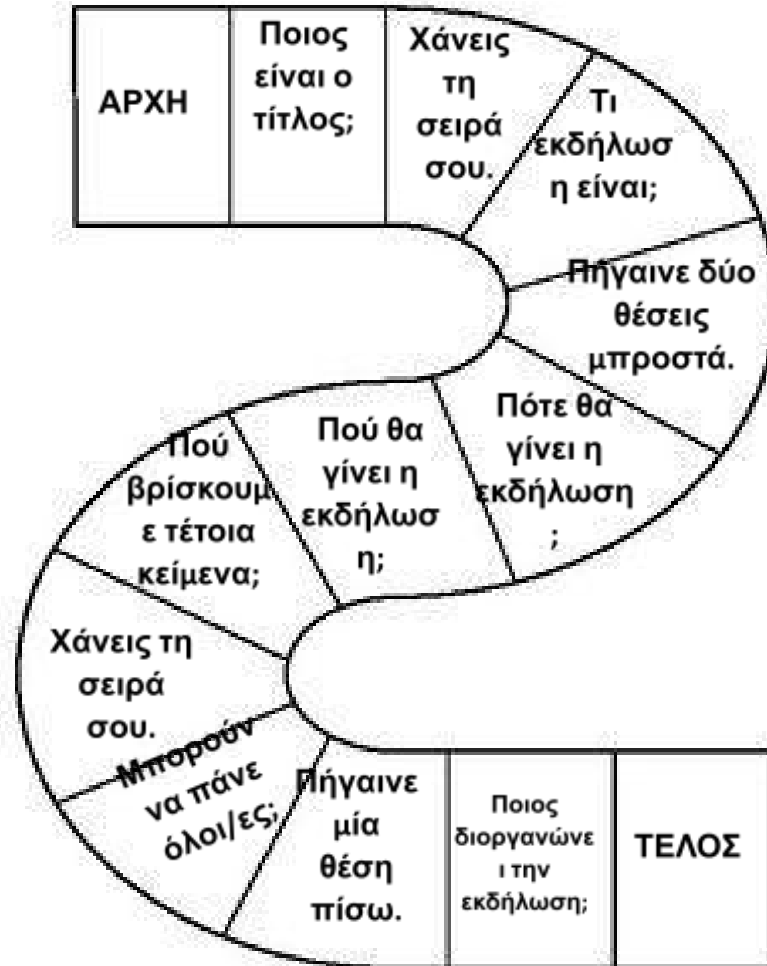 ΑΡΧΗ
Ποιος
είναι ο
τίτλος;
Χάνεις
τη
σειρά
σου.
Τι
εκδήλωσ
η είναι;
Πήγαινε δύο
θέσεις
μπροστά.
Πότε θα
γίνει η
εκδήλωση
;
Πού θα
γίνει η
εκδήλωσ
η;
Πού
βρίσκουμ
ε τέτοια
κείμενα;
Χάνεις τη
σειρά
σου.
Μπορούν
να πάνε
όλοι/ες;
Πήγαινε
μία
θέση
πίσω.
Ποιος
διοργανώνε
ι την
εκδήλωση;
ΤΕΛΟΣ